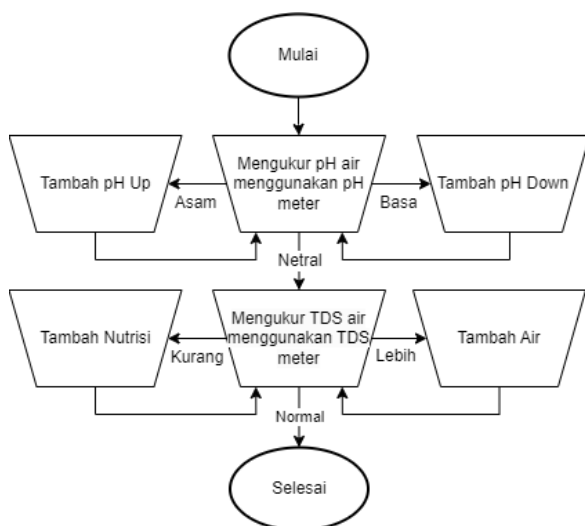 Mulai
Tambah pH Up
Mengukur pH air
menggunakan pH
meter
Tambah pH Down
Asam
Basa
Netral
Tambah Nutrisi
Mengukur TDS air
menggunakan TDS
meter
Tambah Air
Kurang
Lebih
Normal
Selesai